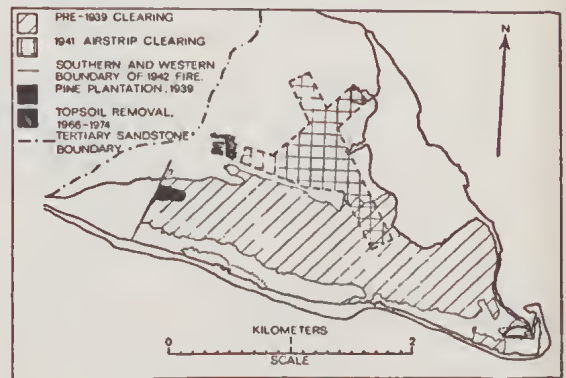 PRE-1939 CLEARING
1941 AIRSTRIP CLEARING
SOUTHERN AND WESTERN
BOUNDARY OF 1942 FIRE.
PINE PLANTATION, 1939
TOPSOIL REMOVAL,
1966-1974
TERTIARY SANDSTONE
BOUNDARY
N
KILOMETERS
0 2
SCALE